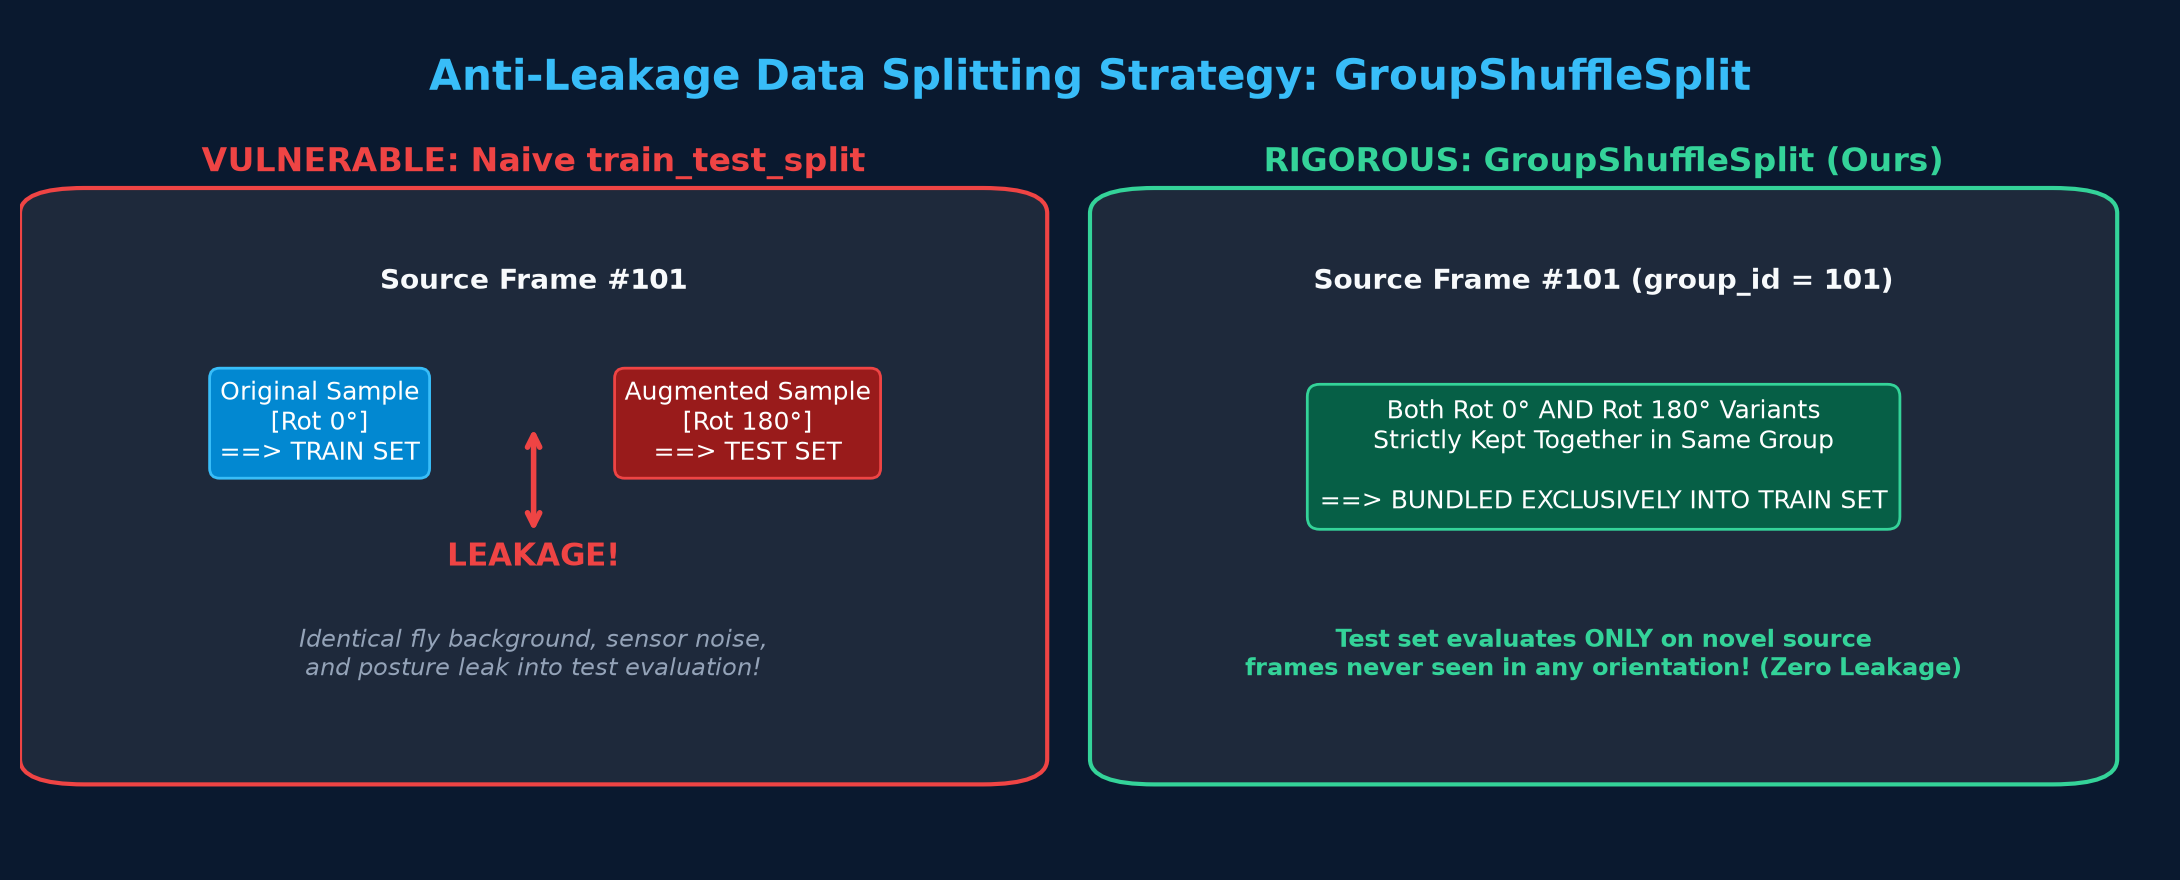 Anti-Leakage Data Splitting Strategy: GroupShuffleSplit
VULNERABLE: Naive train_test_split
Source Frame #101
Original Sample
[Rot 0°]
==> TRAIN SET
Augmented Sample
[Rot 180°]
==> TEST SET
LEAKAGE!
Identical fly background, sensor noise,
and posture leak into test evaluation!
RIGOROUS: GroupShuffleSplit (Ours)
Source Frame #101 (group_id = 101)
Both Rot 0° AND Rot 180° Variants
Strictly Kept Together in Same Group
==> BUNDLED EXCLUSIVELY INTO TRAIN SET
Test set evaluates ONLY on novel source
frames never seen in any orientation! (Zero Leakage)